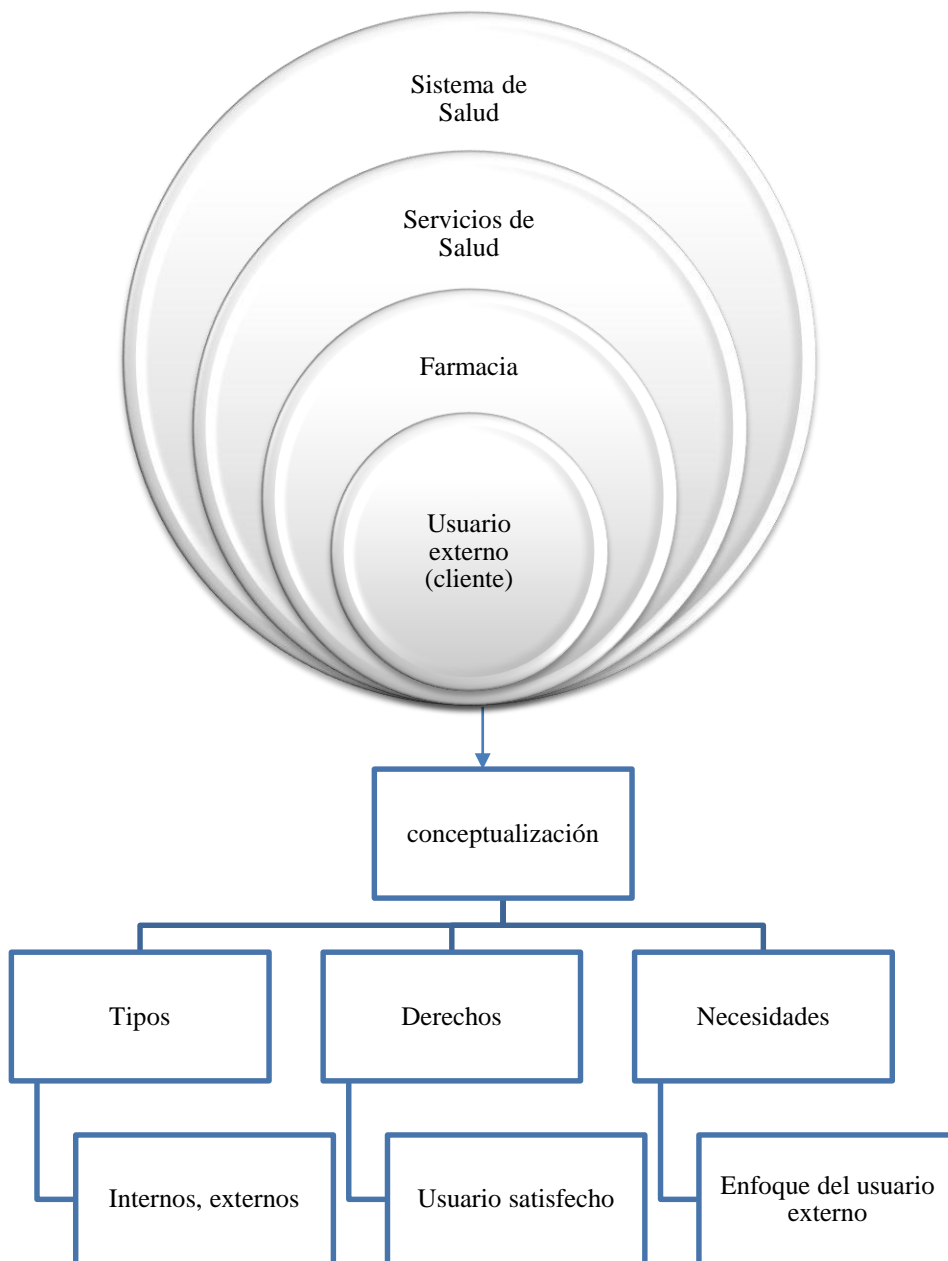 Sistema de
Salud
Servicios de
Salud
Farmacia
Usuario
externo
(cliente)
conceptualización
Tipos
Derechos
Necesidades
Internos, externos
Usuario satisfecho
Enfoque del usuario
externo